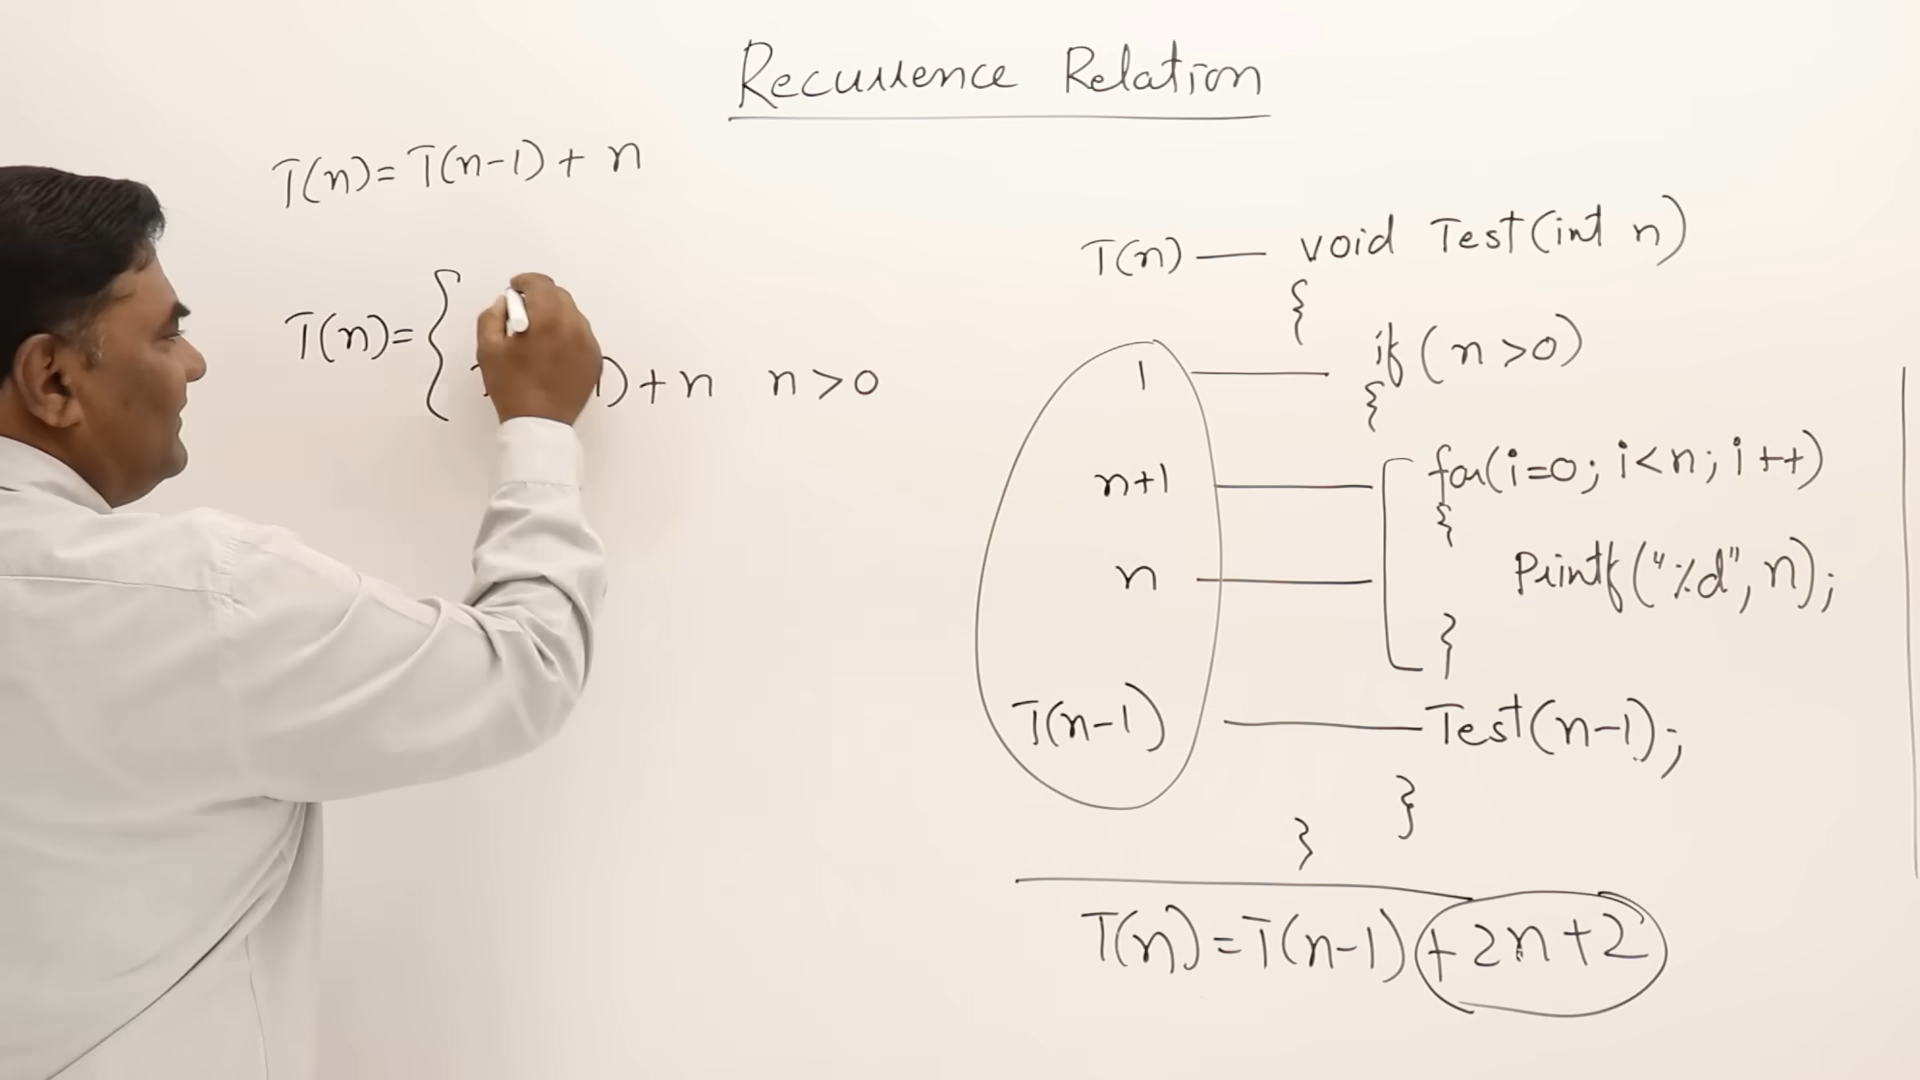 Recurrence Relation
T(n)= T(n-1) + n
T(n)= {
) + n   n > 0
T(n) — void Test(int n)
{
1 — if (n > 0)
{
n+1 — for(i=0; i<n; i++)
{
n — Printf("%d", n);
}
T(n-1) — Test(n-1);
}
}
T(n) = T(n-1) + 2n + 2